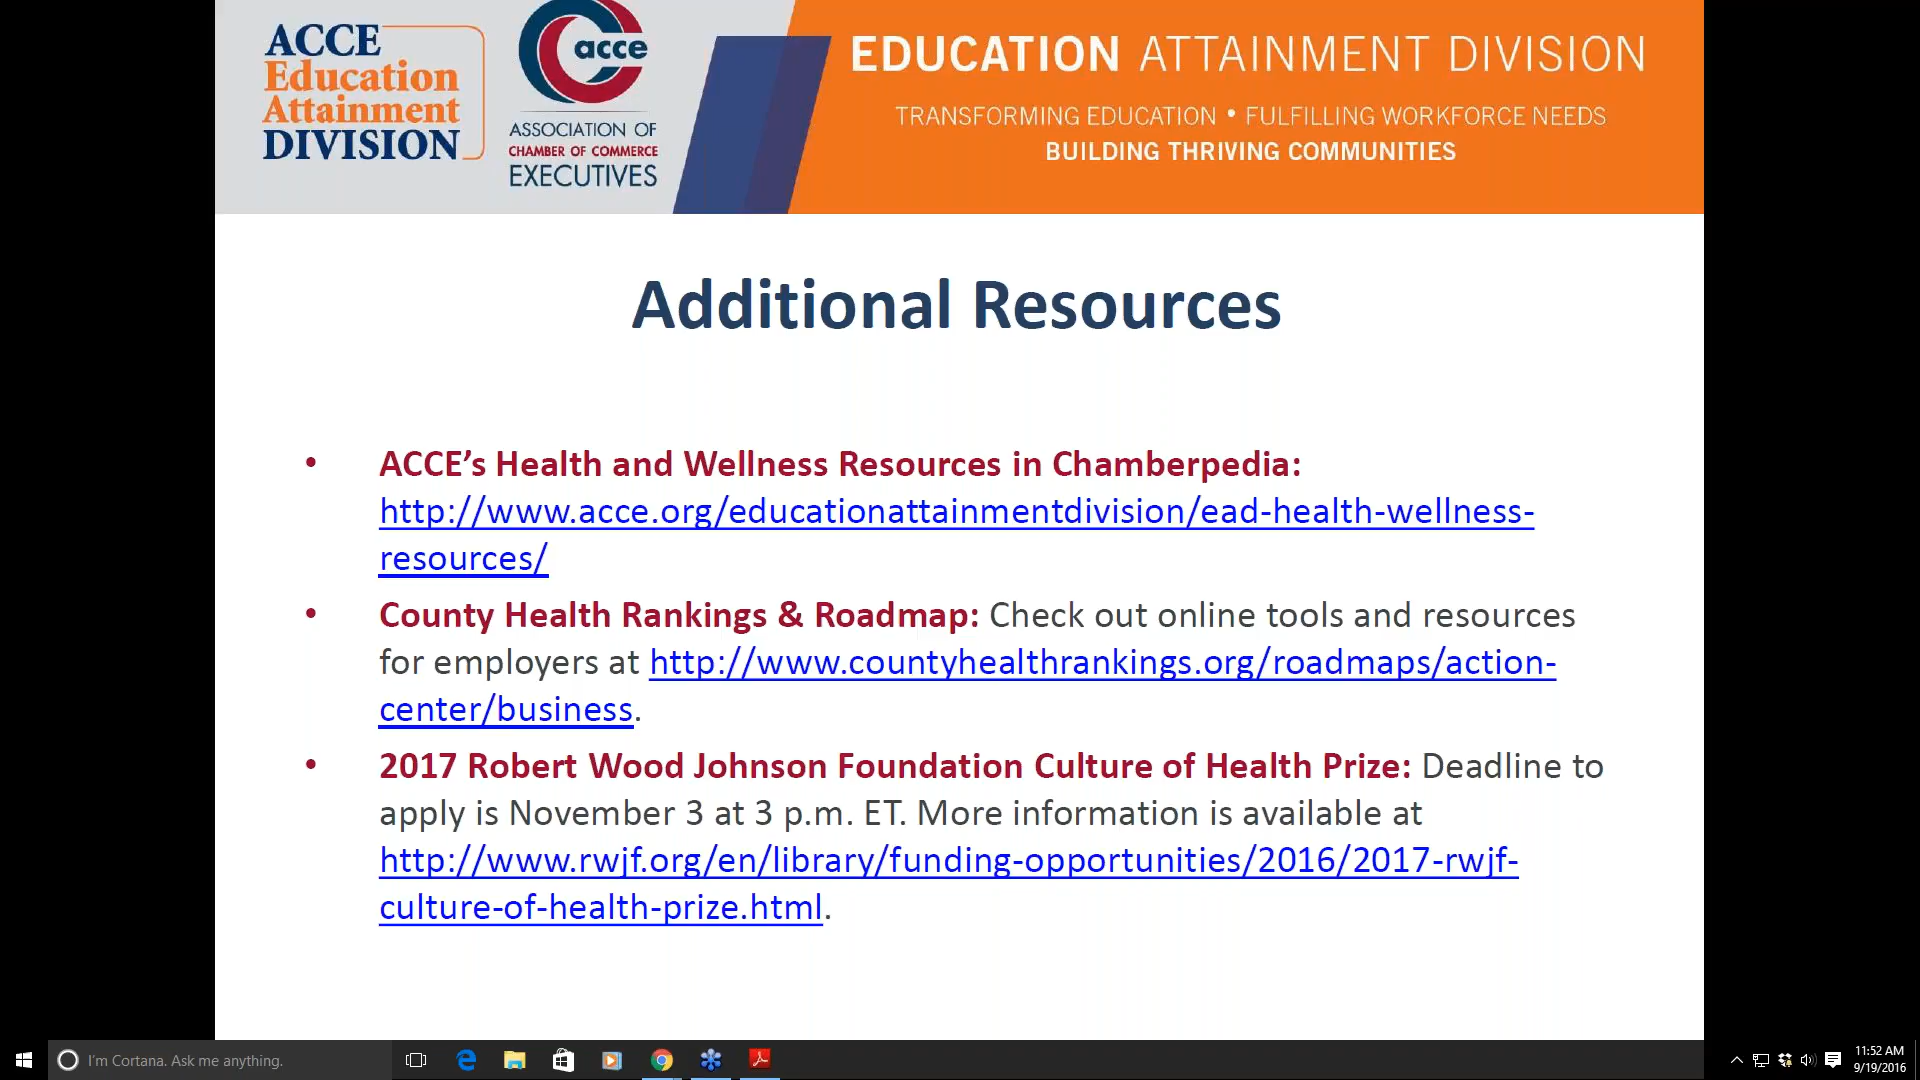 ACCE
Education
Attainment
DIVISION
acce
ASSOCIATION OF
CHAMBER OF COMMERCE
EXECUTIVES
EDUCATION ATTAINMENT DIVISION
TRANSFORMING EDUCATION • FULFILLING WORKFORCE NEEDS
BUILDING THRIVING COMMUNITIES
Additional Resources
• ACCE’s Health and Wellness Resources in Chamberpedia:
http://www.acce.org/educationattainmentdivision/ead-health-wellness-
resources/
• County Health Rankings & Roadmap: Check out online tools and resources
for employers at http://www.countyhealthrankings.org/roadmaps/action-
center/business.
• 2017 Robert Wood Johnson Foundation Culture of Health Prize: Deadline to
apply is November 3 at 3 p.m. ET. More information is available at
http://www.rwjf.org/en/library/funding-opportunities/2016/2017-rwjf-
culture-of-health-prize.html.
I'm Cortana. Ask me anything.
11:52 AM
9/19/2016